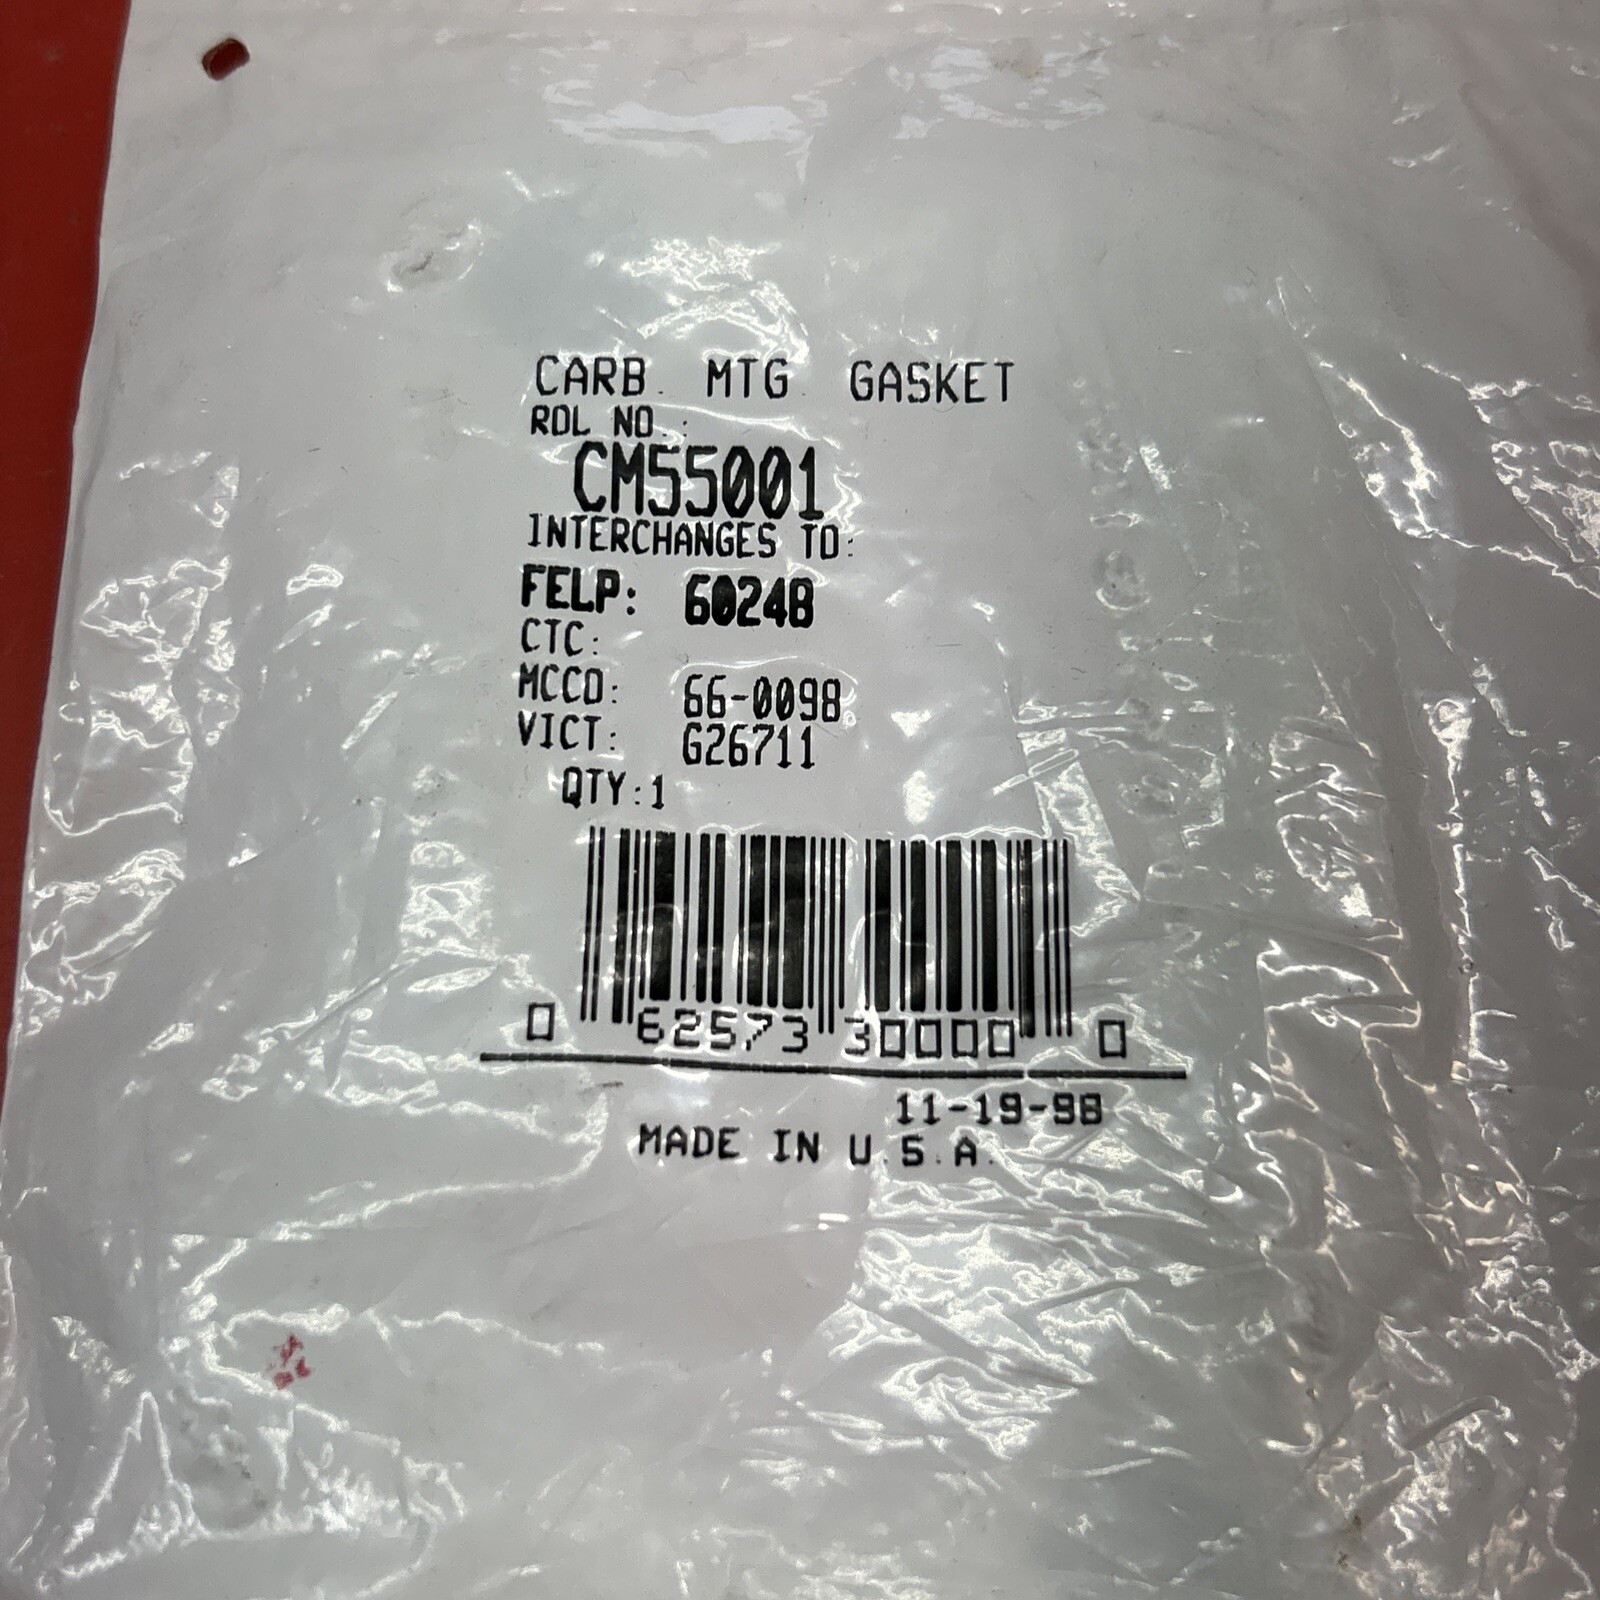 CARB. MTG. GASKET
RDL NO.:
CM55001
INTERCHANGES TO:
FELP: 60248
CTC:
MCCO: 66-0098
VICT: G26711
QTY:1
0 62573 30000 0
11-19-98
MADE IN U.S.A.